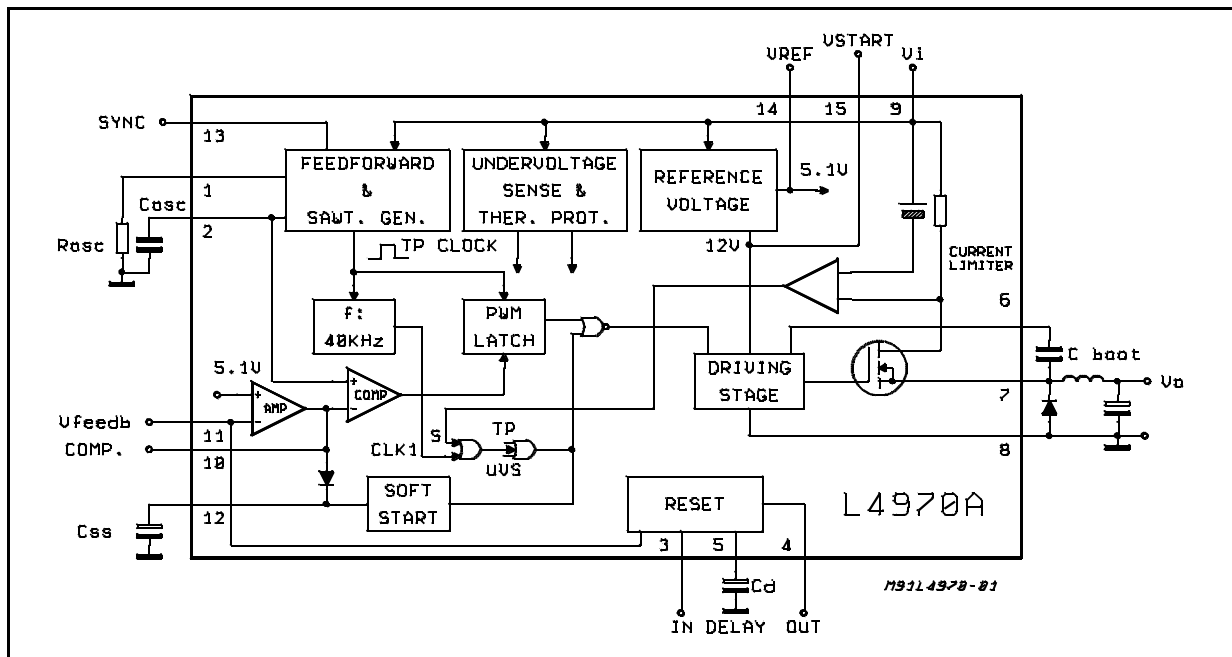 VREF VSTART Vi
14 15 9
SYNC 13
FEEDFORWARD
&
SAWT. GEN.
UNDERVOLTAGE
SENSE &
THER. PROT.
REFERENCE
VOLTAGE
5.1V
1
Cosc
2
Rosc
TP CLOCK
12V
CURRENT
LIMITER
6
f:
40KHz
PWM
LATCH
DRIVING
STAGE
C boot
Vo
7
5.1V
+
-
AMP
+
-
COMP
Vfeedb
11
COMP.
10
S
CLK1
TP
UVS
8
SOFT
START
12
Css
RESET
L4970A
3 5 4
Cd
M91L4970-01
IN DELAY OUT